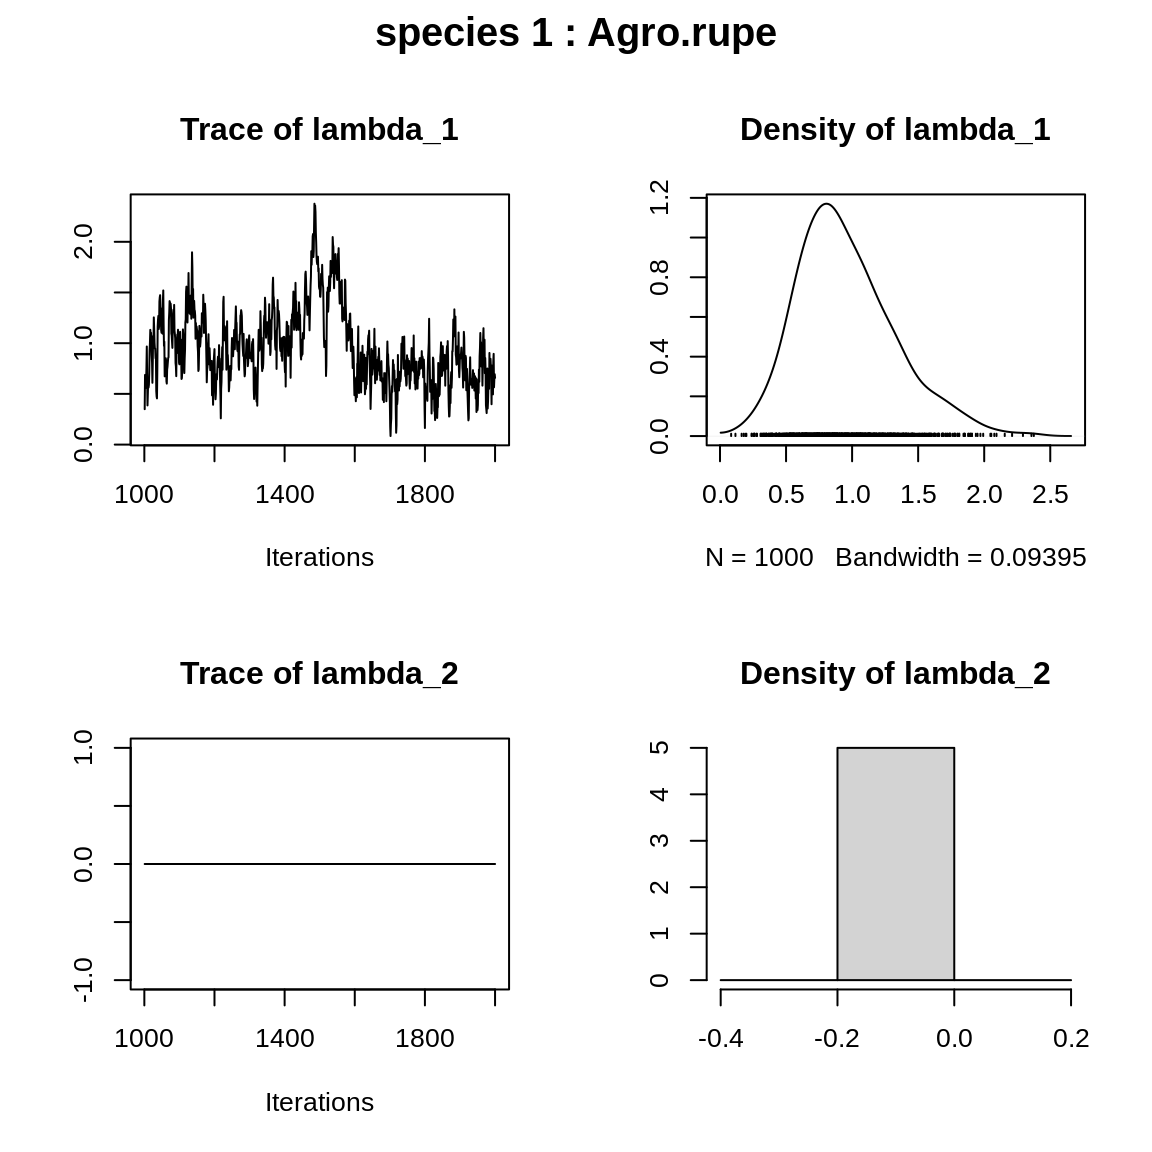 species 1 : Agro.rupe
Trace of lambda_1
Density of lambda_1
0.0 1.0 2.0
1000 1400 1800
Iterations
0.0 0.4 0.8 1.2
0.0 0.5 1.0 1.5 2.0 2.5
N = 1000 Bandwidth = 0.09395
Trace of lambda_2
Density of lambda_2
-1.0 0.0 1.0
1000 1400 1800
Iterations
0 1 2 3 4 5
-0.4 -0.2 0.0 0.2